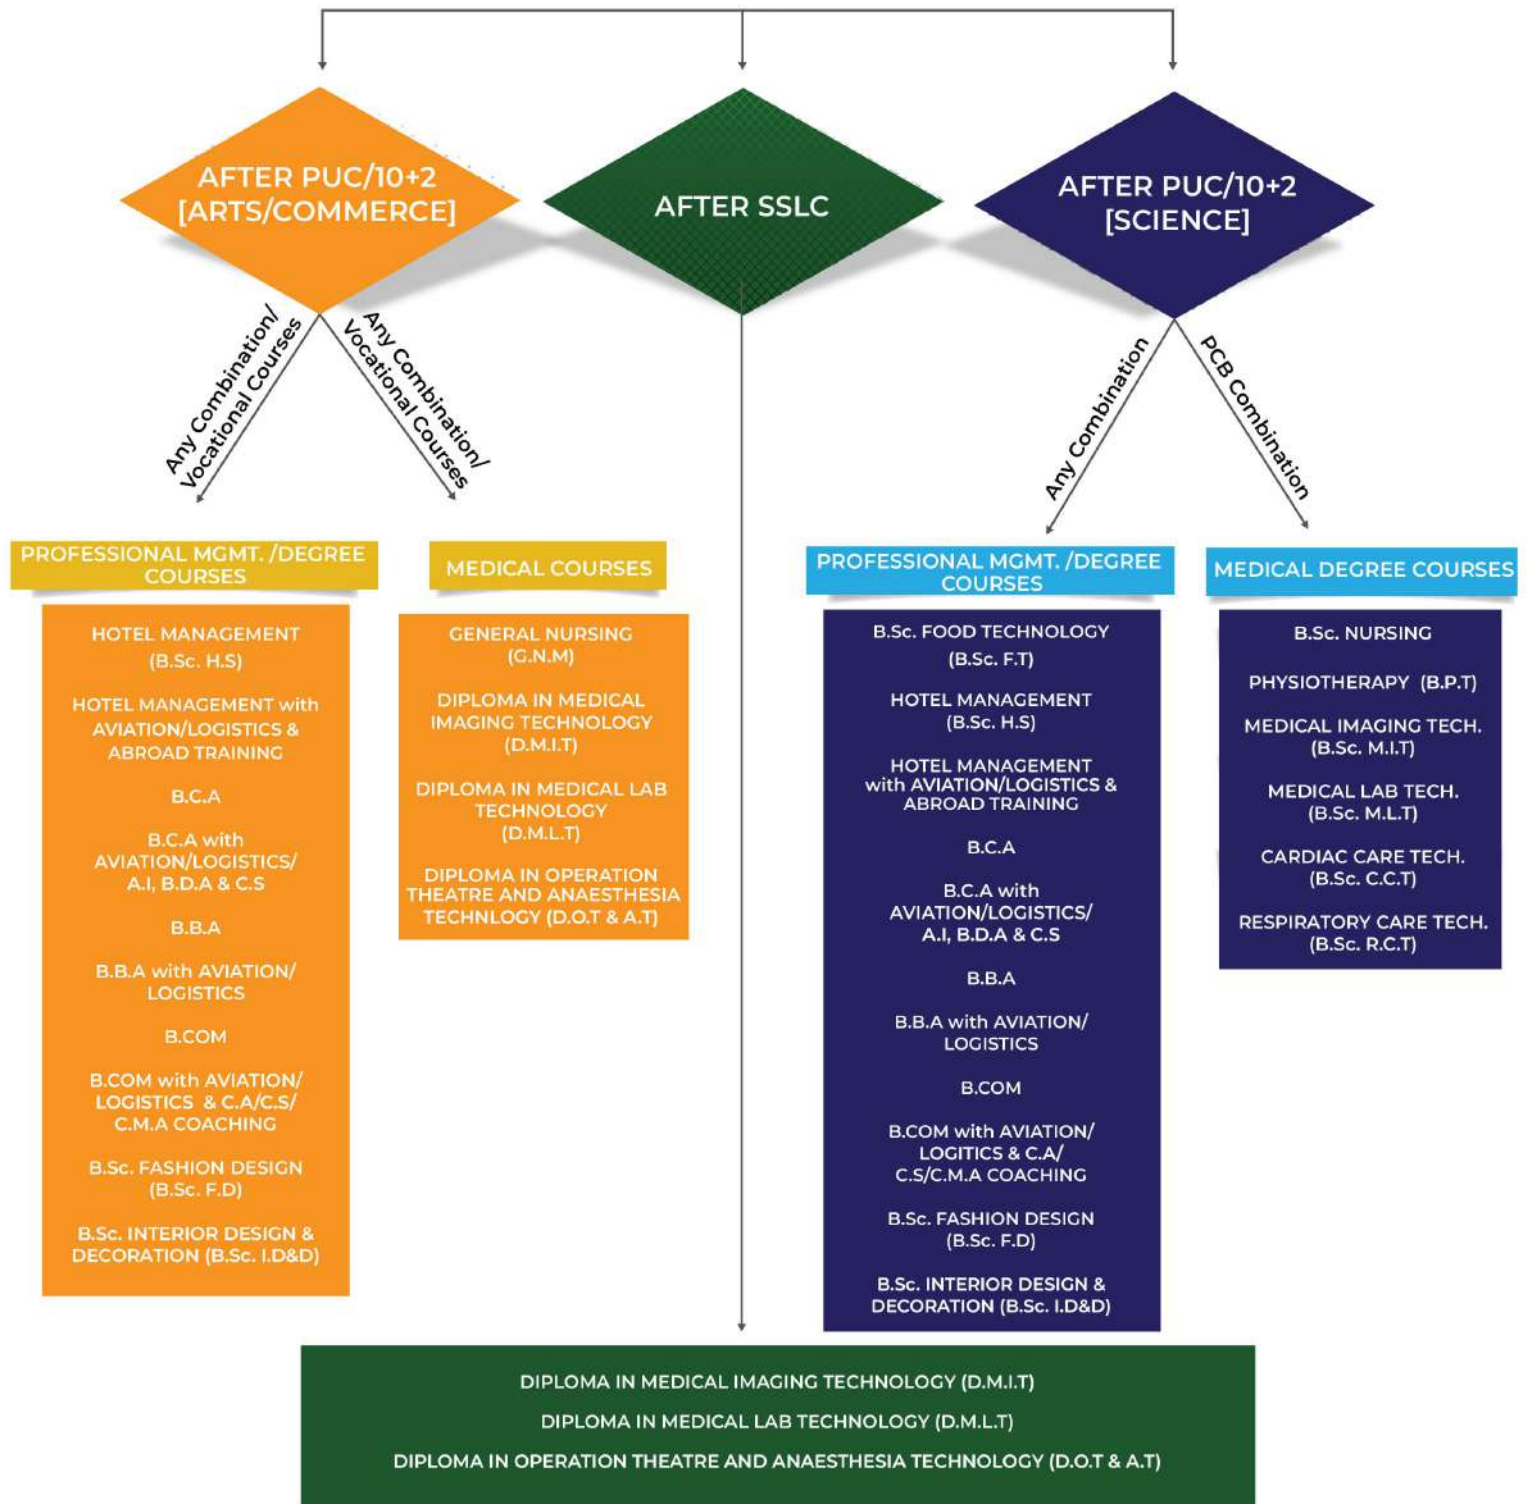 AFTER PUC/10+2
[ARTS/COMMERCE]
AFTER SSLC
AFTER PUC/10+2
[SCIENCE]
Any Combination/
Vocational Courses
Any Combination/
Vocational Courses
Any Combination
PCB Combination
PROFESSIONAL MGMT. /DEGREE
COURSES
HOTEL MANAGEMENT
(B.Sc. H.S)
HOTEL MANAGEMENT with
AVIATION/LOGISTICS &
ABROAD TRAINING
B.C.A
B.C.A with
AVIATION/LOGISTICS/
A.I, B.D.A & C.S
B.B.A
B.B.A with AVIATION/
LOGISTICS
B.COM
B.COM with AVIATION/
LOGISTICS & C.A/C.S/
C.M.A COACHING
B.Sc. FASHION DESIGN
(B.Sc. F.D)
B.Sc. INTERIOR DESIGN &
DECORATION (B.Sc. I.D&D)
MEDICAL COURSES
GENERAL NURSING
(G.N.M)
DIPLOMA IN MEDICAL
IMAGING TECHNOLOGY
(D.M.I.T)
DIPLOMA IN MEDICAL LAB
TECHNOLOGY
(D.M.L.T)
DIPLOMA IN OPERATION
THEATRE AND ANAESTHESIA
TECHNLOGY (D.O.T & A.T)
PROFESSIONAL MGMT. /DEGREE
COURSES
B.Sc. FOOD TECHNOLOGY
(B.Sc. F.T)
HOTEL MANAGEMENT
(B.Sc. H.S)
HOTEL MANAGEMENT
with AVIATION/LOGISTICS &
ABROAD TRAINING
B.C.A
B.C.A with
AVIATION/LOGISTICS/
A.I, B.D.A & C.S
B.B.A
B.B.A with AVIATION/
LOGISTICS
B.COM
B.COM with AVIATION/
LOGITICS & C.A/
C.S/C.M.A COACHING
B.Sc. FASHION DESIGN
(B.Sc. F.D)
B.Sc. INTERIOR DESIGN &
DECORATION (B.Sc. I.D&D)
MEDICAL DEGREE COURSES
B.Sc. NURSING
PHYSIOTHERAPY (B.P.T)
MEDICAL IMAGING TECH.
(B.Sc. M.I.T)
MEDICAL LAB TECH.
(B.Sc. M.L.T)
CARDIAC CARE TECH.
(B.Sc. C.C.T)
RESPIRATORY CARE TECH.
(B.Sc. R.C.T)
DIPLOMA IN MEDICAL IMAGING TECHNOLOGY (D.M.I.T)
DIPLOMA IN MEDICAL LAB TECHNOLOGY (D.M.L.T)
DIPLOMA IN OPERATION THEATRE AND ANAESTHESIA TECHNOLOGY (D.O.T & A.T)